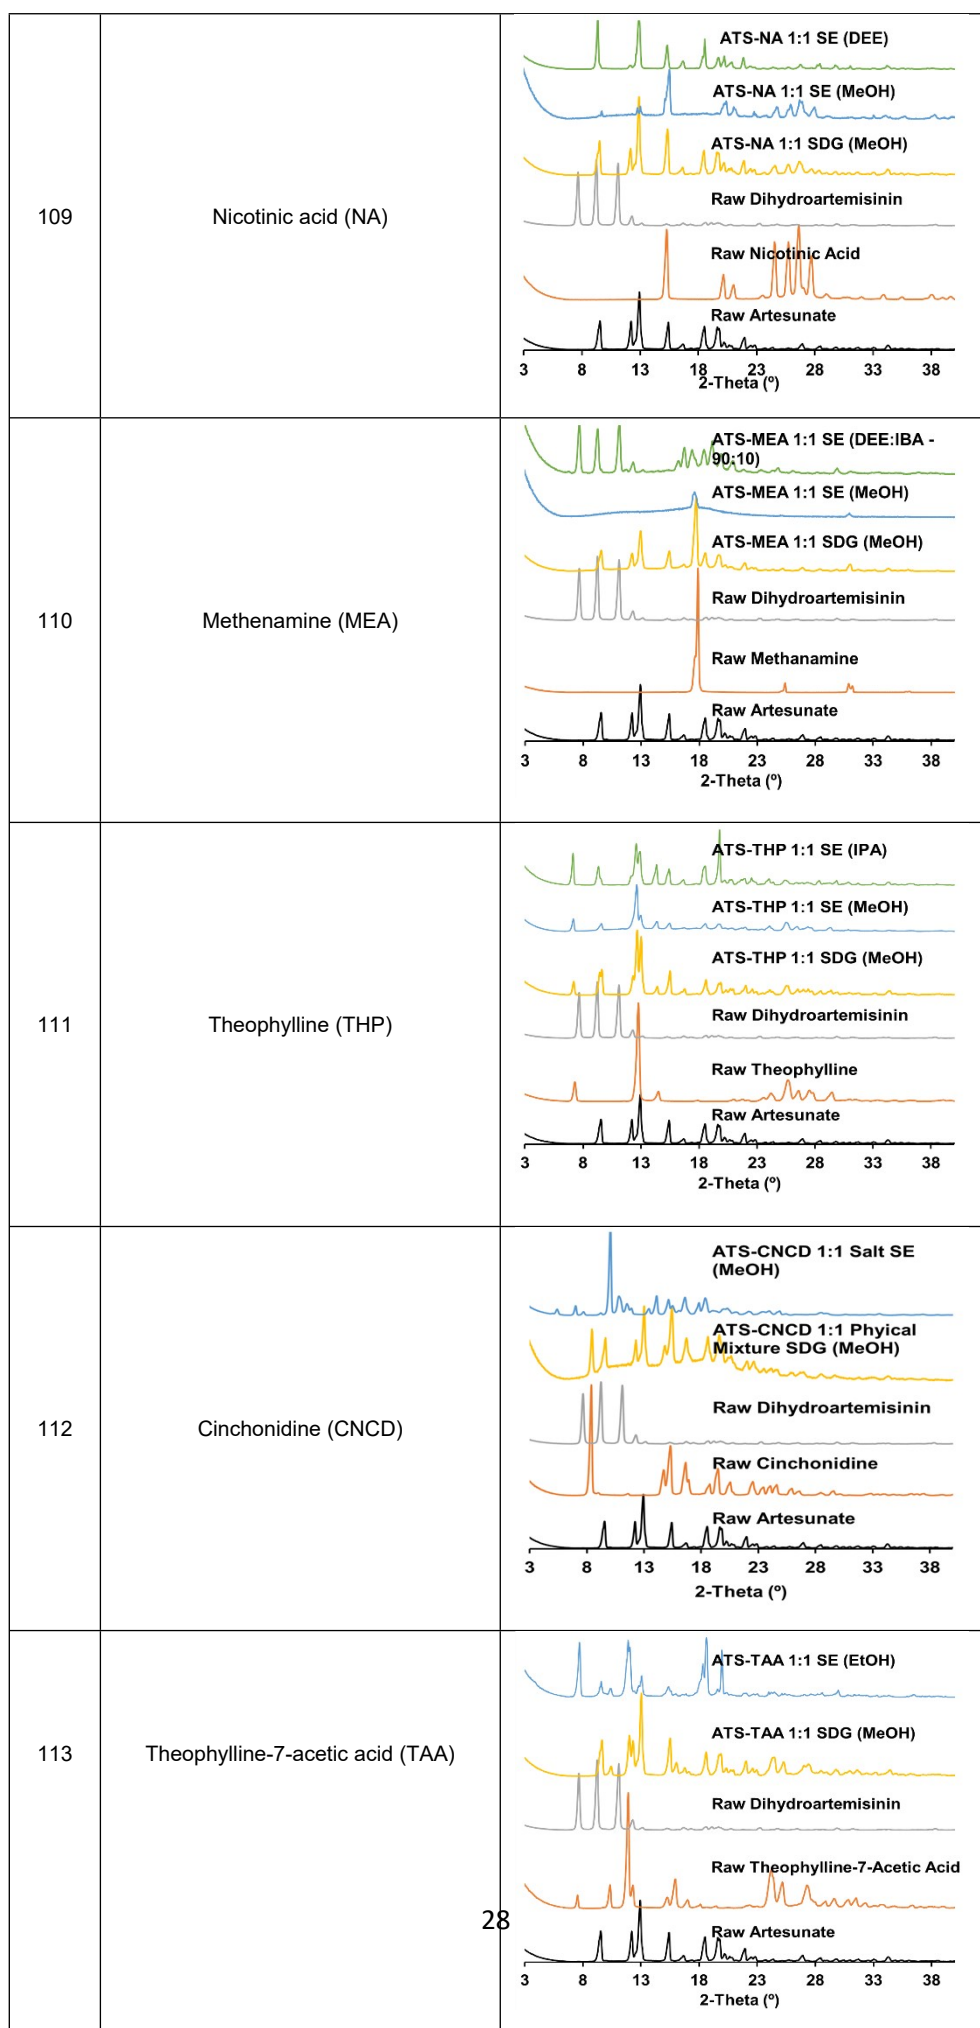 109
Nicotinic acid (NA)
ATS-NA 1:1 SE (DEE)
ATS-NA 1:1 SE (MeOH)
ATS-NA 1:1 SDG (MeOH)
Raw Dihydroartemisinin
Raw Nicotinic Acid
Raw Artesunate
3 8 13 18 23 28 33 38
2-Theta (º)
110
Methenamine (MEA)
ATS-MEA 1:1 SE (DEE:IBA -
90:10)
ATS-MEA 1:1 SE (MeOH)
ATS-MEA 1:1 SDG (MeOH)
Raw Dihydroartemisinin
Raw Methanamine
Raw Artesunate
3 8 13 18 23 28 33 38
2-Theta (º)
111
Theophylline (THP)
ATS-THP 1:1 SE (IPA)
ATS-THP 1:1 SE (MeOH)
ATS-THP 1:1 SDG (MeOH)
Raw Dihydroartemisinin
Raw Theophylline
Raw Artesunate
3 8 13 18 23 28 33 38
2-Theta (º)
112
Cinchonidine (CNCD)
ATS-CNCD 1:1 Salt SE
(MeOH)
ATS-CNCD 1:1 Phyical
Mixture SDG (MeOH)
Raw Dihydroartemisinin
Raw Cinchonidine
Raw Artesunate
3 8 13 18 23 28 33 38
2-Theta (º)
113
Theophylline-7-acetic acid (TAA)
ATS-TAA 1:1 SE (EtOH)
ATS-TAA 1:1 SDG (MeOH)
Raw Dihydroartemisinin
Raw Theophylline-7-Acetic Acid
Raw Artesunate
3 8 13 18 23 28 33 38
2-Theta (º)
28